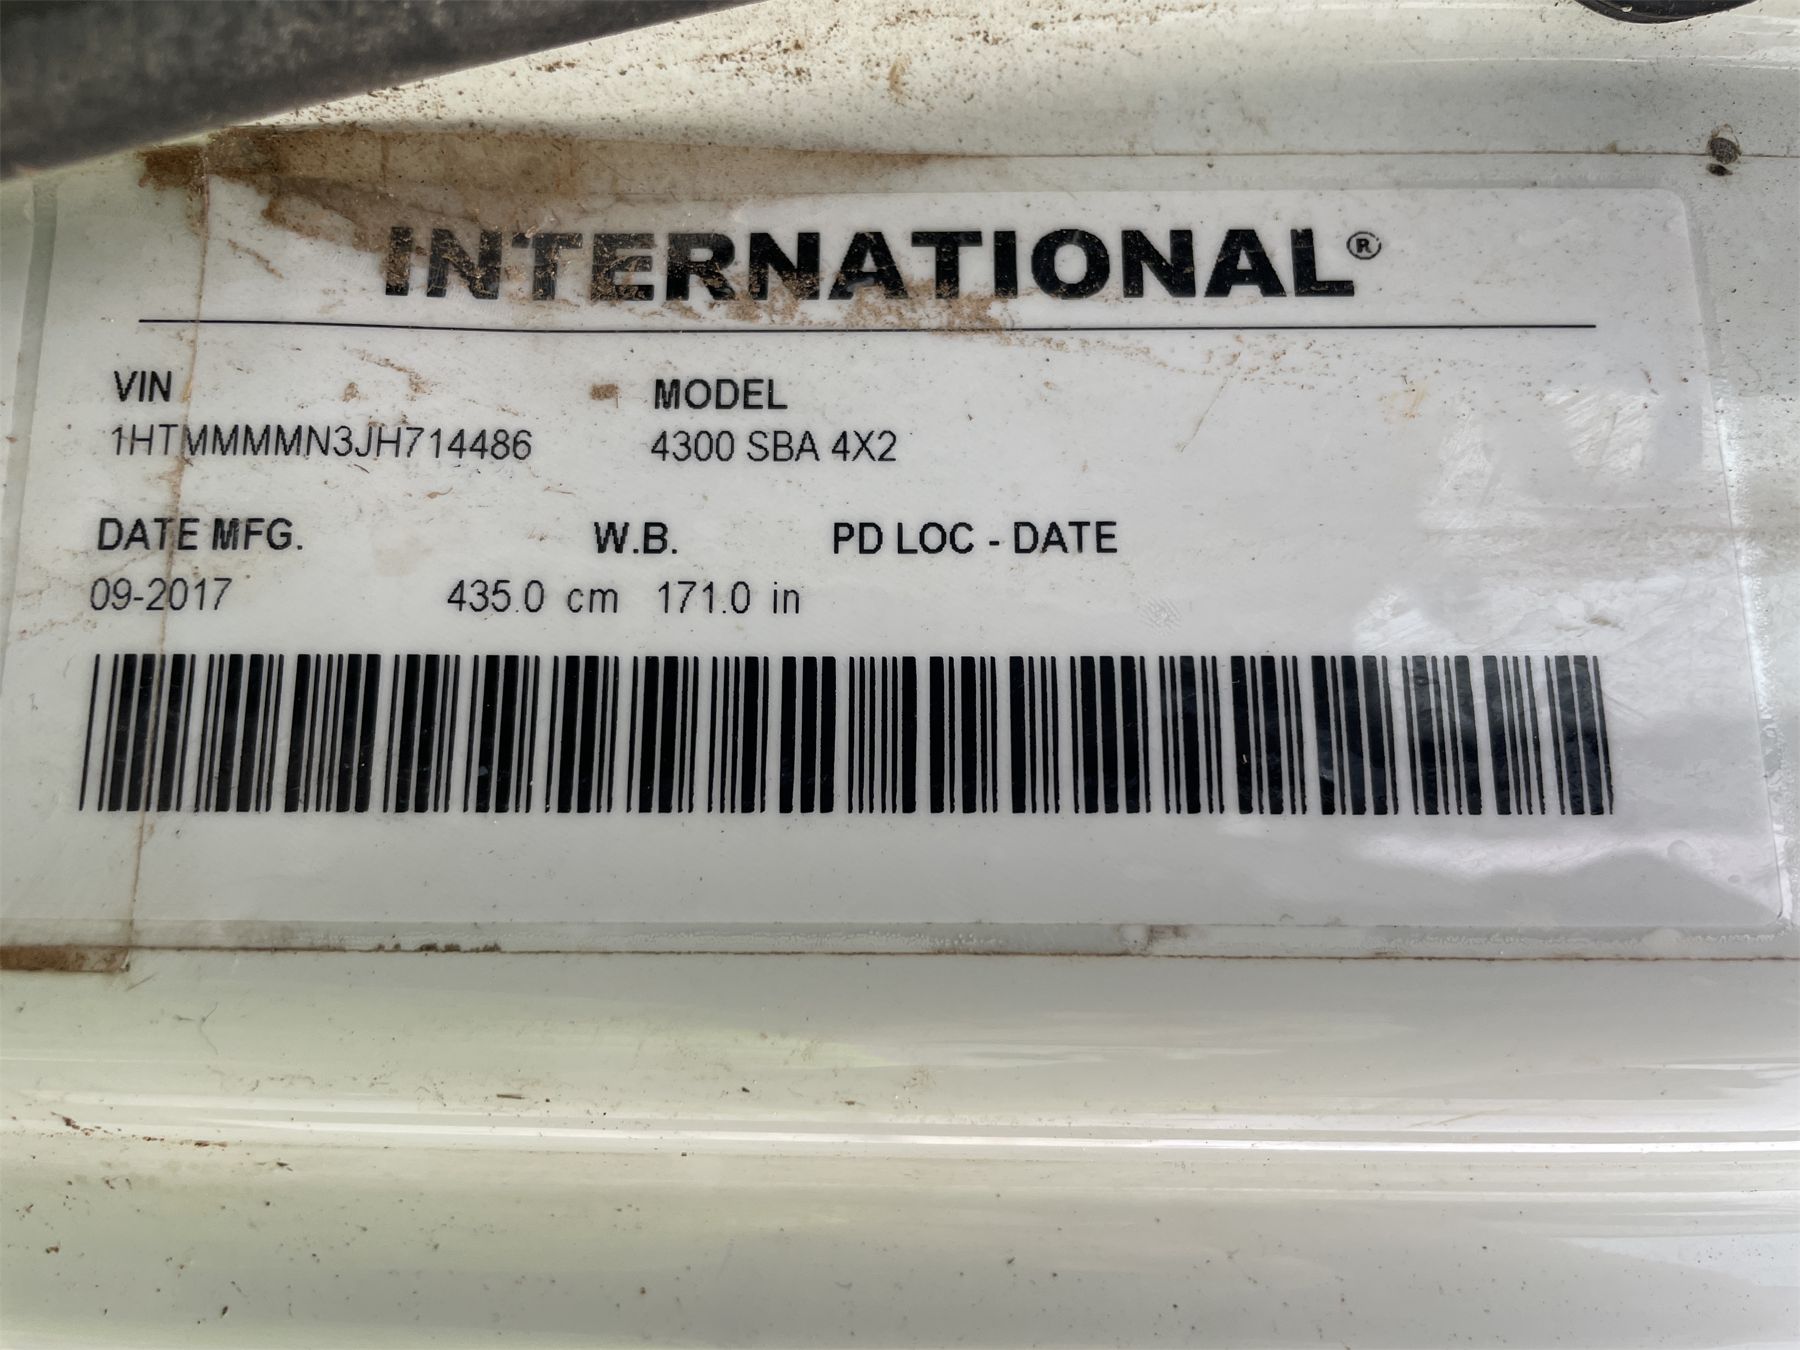 INTERNATIONAL®
VIN MODEL
1HTMMMMN3JH714486 4300 SBA 4X2
DATE MFG. W.B. PD LOC - DATE
09-2017 435.0 cm 171.0 in